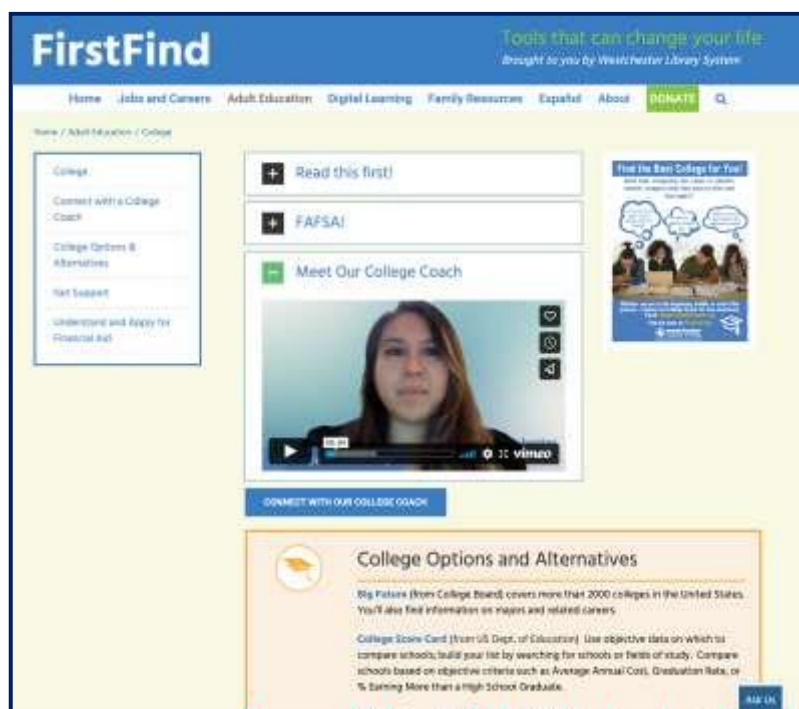 FirstFind
Tools that can change your life
Brought to you by Westchester Library System
Home Jobs and Careers Adult Education Digital Learning Family Resources Español About DONATE
Home / Adult Education / College
College
Connect with a College
Coach
College Options &
Alternatives
Net Support
Understand and Apply for
Financial Aid
Read this first!
FAFSA!
Meet Our College Coach
vimeo
CONNECT WITH OUR COLLEGE COACH
Find the Best College for You!
College Options and Alternatives
Big Future (from College Board) covers more than 2000 colleges in the United States.
You'll also find information on majors and related careers.
College Score Card (from US Dept. of Education) Use objective data on which to
compare schools; build your list by searching for schools or fields of study. Compare
schools based on objective criteria such as Average Annual Cost, Graduation Rate, or
% Earning More than a High School Graduate.